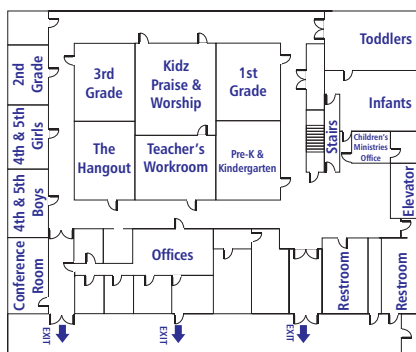 Toddlers
2nd
Grade
3rd
Grade
Kidz
Praise &
Worship
1st
Grade
Infants
4th & 5th
Girls
The
Hangout
Teacher's
Workroom
Pre-K &
Kindergarten
Stairs
Children's
Ministries
Office
4th & 5th
Boys
Elevator
Conference
Room
Offices
Restroom
Restroom
EXIT
EXIT
EXIT